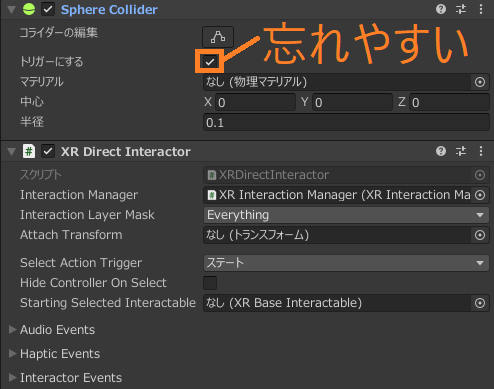 Sphere Collider
コライダーの編集
トリガーにする
忘れやすい
マテリアル なし (物理マテリアル)
中心 X 0 Y 0 Z 0
半径 0.1
# XR Direct Interactor
スクリプト # XRDirectInteractor
Interaction Manager # XR Interaction Manager (XR Interaction Ma
Interaction Layer Mask Everything
Attach Transform なし (トランスフォーム)
Select Action Trigger ステート
Hide Controller On Select
Starting Selected Interactable なし (XR Base Interactable)
Audio Events
Haptic Events
Interactor Events